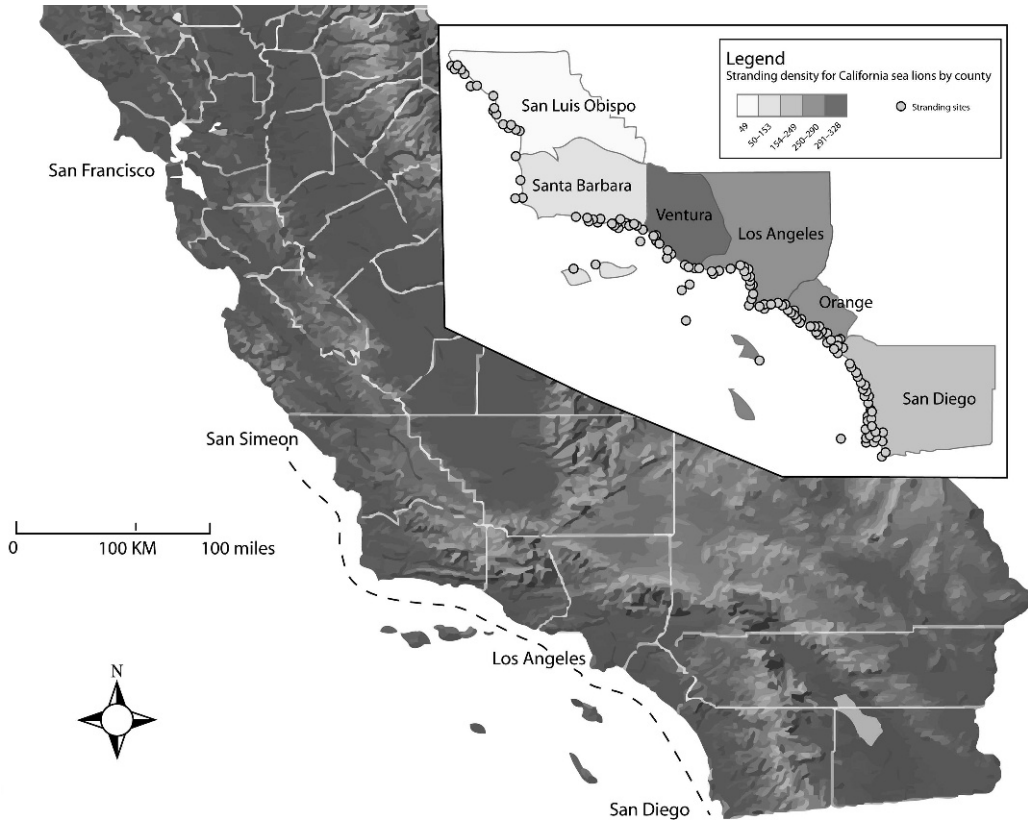 Legend
Stranding density for California sea lions by county
49
50–153
154–249
250–290
291–328
Stranding sites
San Luis Obispo
Santa Barbara
Ventura
Los Angeles
Orange
San Diego
San Francisco
San Simeon
0 100 KM 100 miles
Los Angeles
N
San Diego